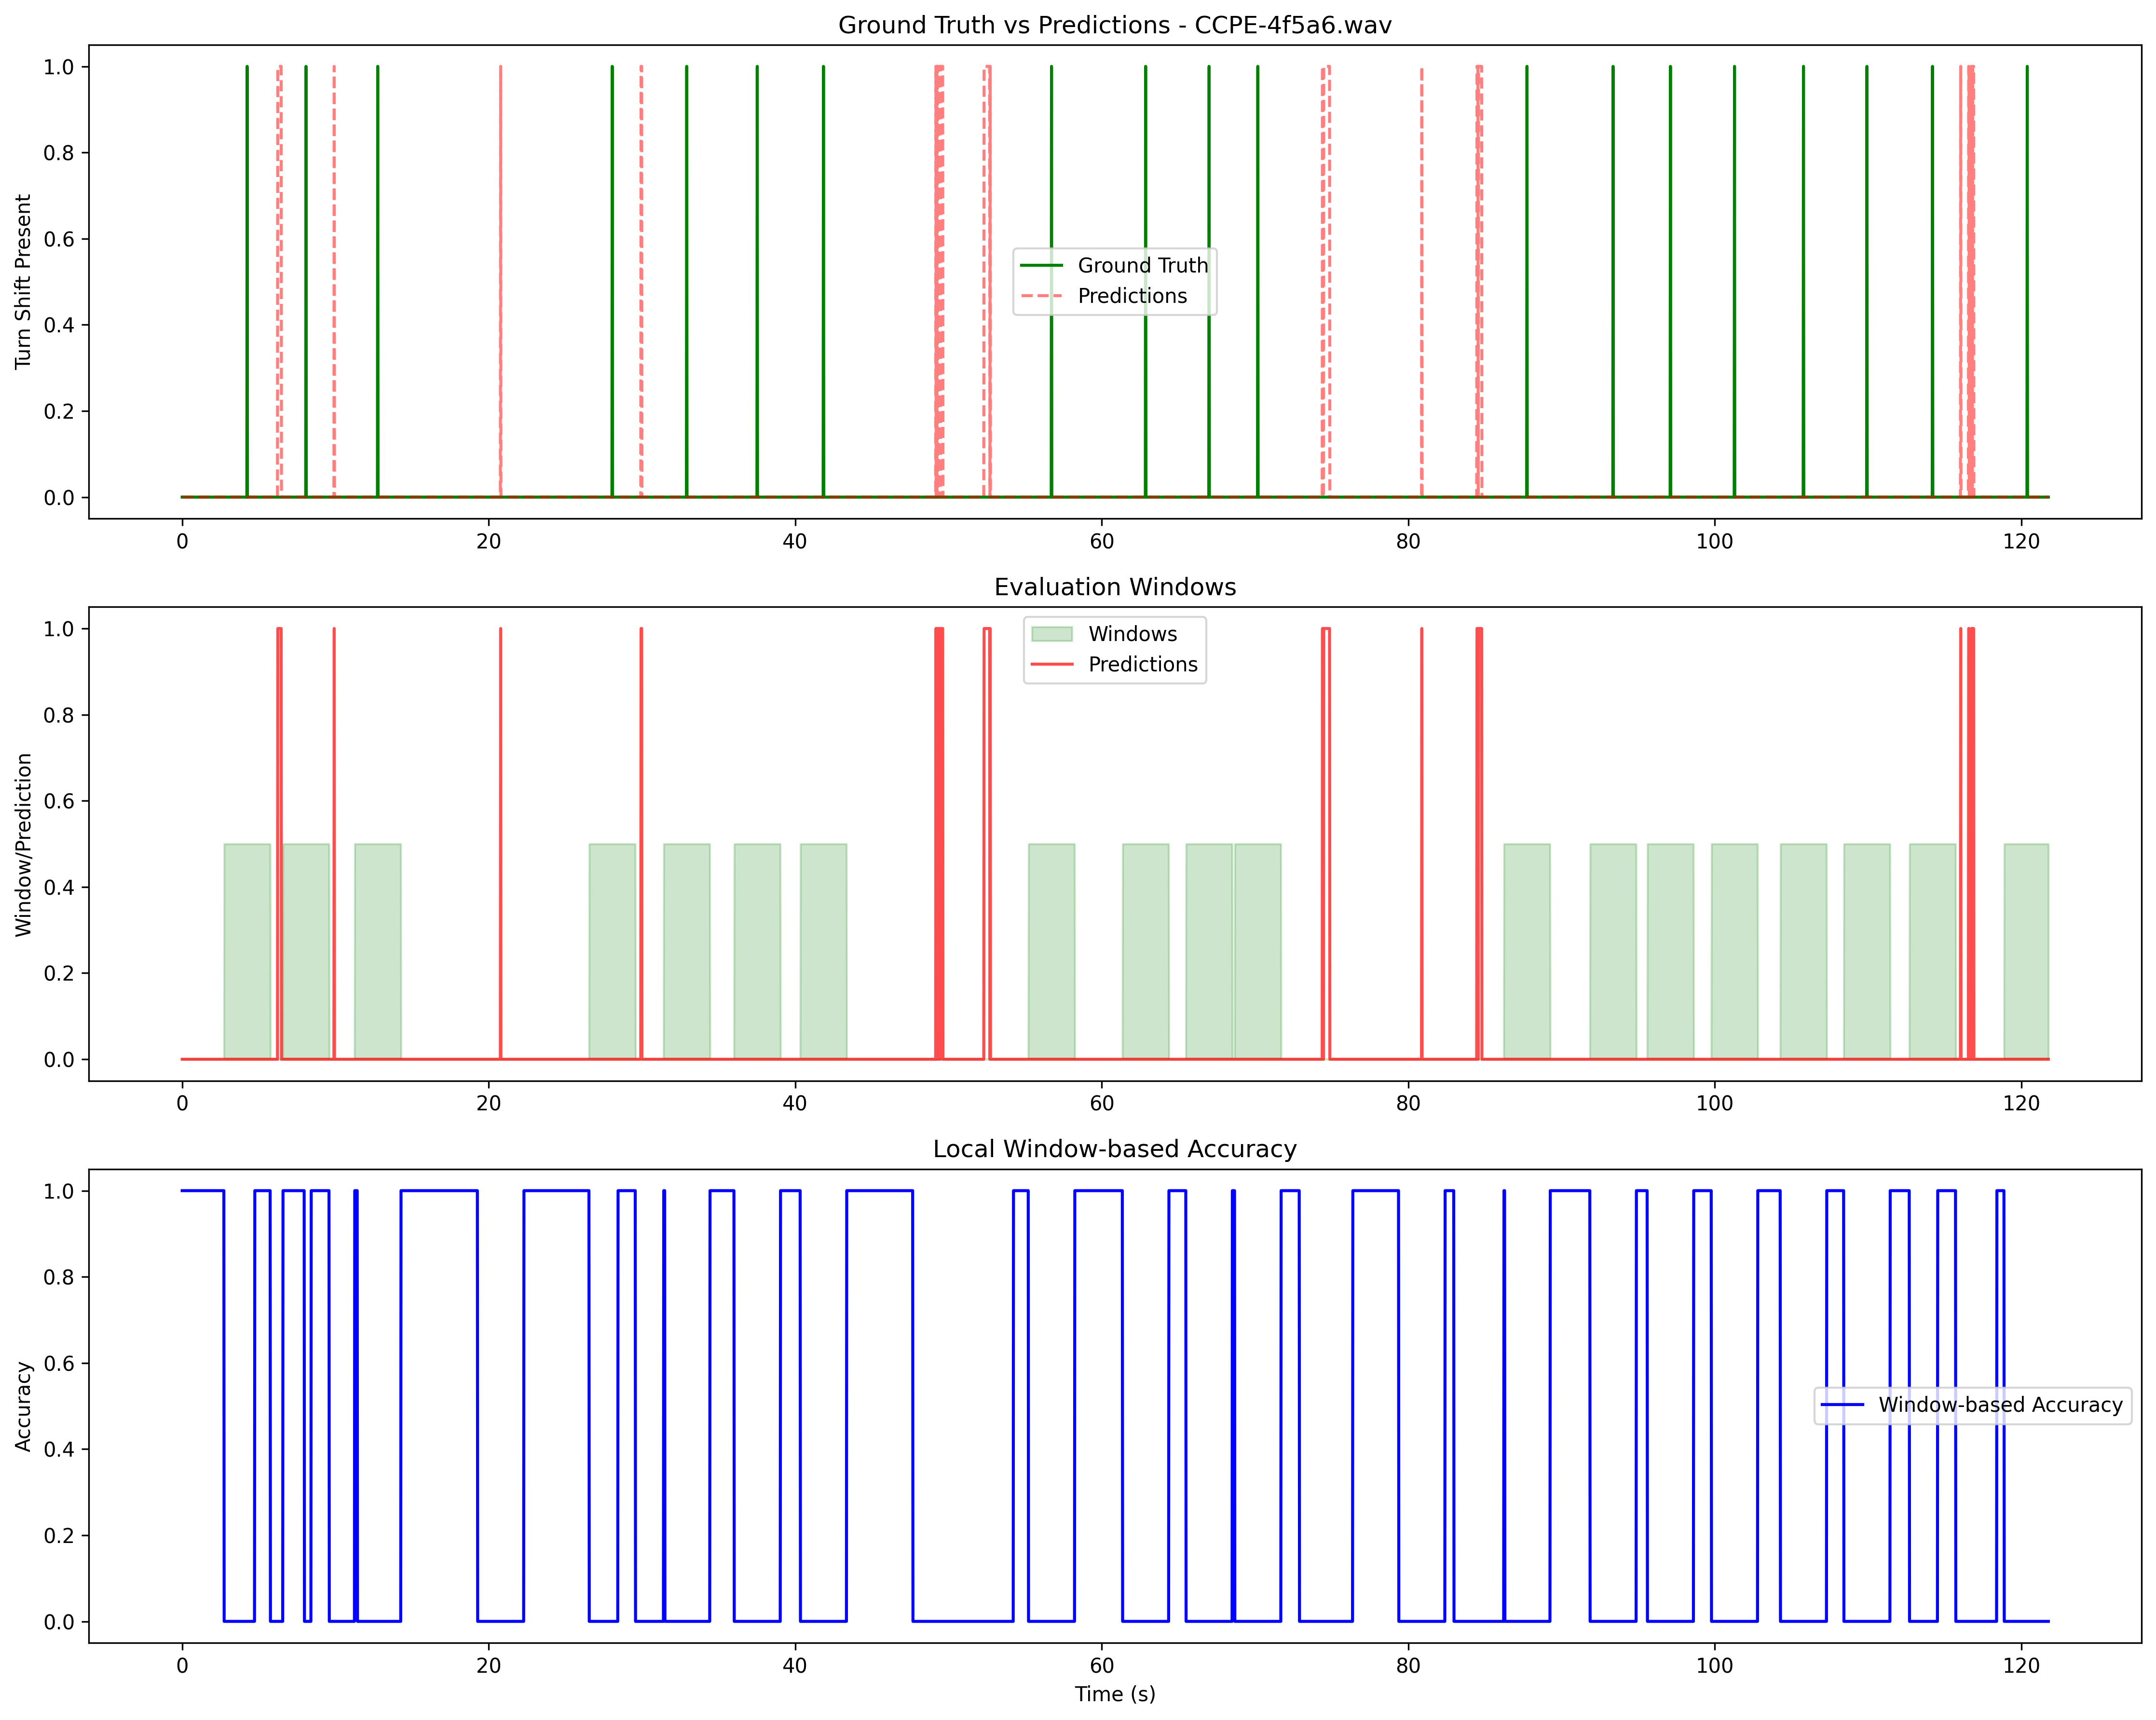 Ground Truth vs Predictions - CCPE-4f5a6.wav
Turn Shift Present
1.0
0.8
0.6
0.4
0.2
0.0
Ground Truth
Predictions
0 20 40 60 80 100 120
Evaluation Windows
Window/Prediction
1.0
0.8
0.6
0.4
0.2
0.0
Windows
Predictions
0 20 40 60 80 100 120
Local Window-based Accuracy
Accuracy
1.0
0.8
0.6
0.4
0.2
0.0
Window-based Accuracy
0 20 40 60 80 100 120
Time (s)